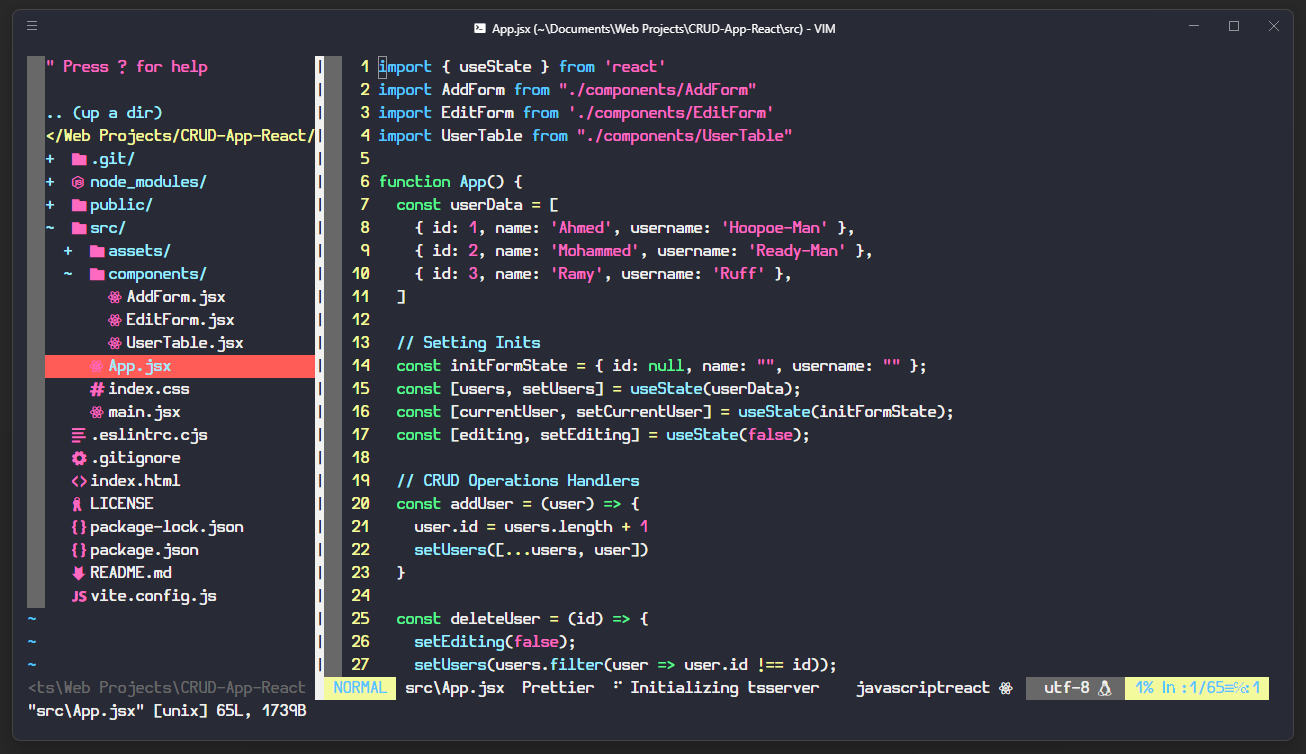 App.jsx (~\Documents\Web Projects\CRUD-App-React\src) - VIM
" Press ? for help
.. (up a dir)
</Web Projects/CRUD-App-React/
+ .git/
+ node_modules/
+ public/
~ src/
+ assets/
~ components/
AddForm.jsx
EditForm.jsx
UserTable.jsx
App.jsx
index.css
main.jsx
.eslintrc.cjs
.gitignore
index.html
LICENSE
package-lock.json
package.json
README.md
vite.config.js
~
~
~
<ts\Web Projects\CRUD-App-React
1 import { useState } from 'react'
2 import AddForm from "./components/AddForm"
3 import EditForm from './components/EditForm'
4 import UserTable from "./components/UserTable"
5
6 function App() {
7 const userData = [
8 { id: 1, name: 'Ahmed', username: 'Hoopoe-Man' },
9 { id: 2, name: 'Mohammed', username: 'Ready-Man' },
10 { id: 3, name: 'Ramy', username: 'Ruff' },
11 ]
12
13 // Setting Inits
14 const initFormState = { id: null, name: "", username: "" };
15 const [users, setUsers] = useState(userData);
16 const [currentUser, setCurrentUser] = useState(initFormState);
17 const [editing, setEditing] = useState(false);
18
19 // CRUD Operations Handlers
20 const addUser = (user) => {
21 user.id = users.length + 1
22 setUsers([...users, user])
23 }
24
25 const deleteUser = (id) => {
26 setEditing(false);
27 setUsers(users.filter(user => user.id !== id));
NORMAL src\App.jsx Prettier Initializing tsserver javascriptreact utf-8 1% ln :1/65≡℅:1
"src\App.jsx" [unix] 65L, 1739B